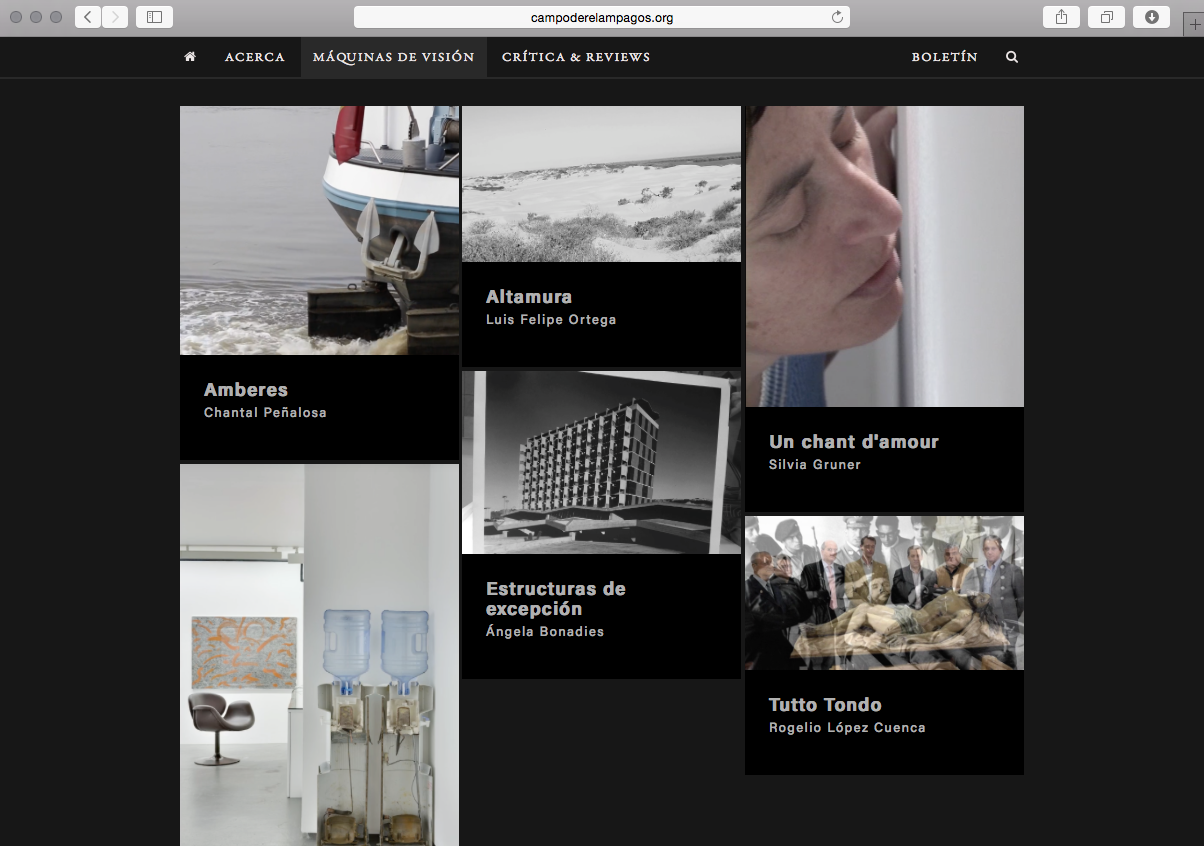 campoderelampagos.org
ACERCA
MÁQUINAS DE VISIÓN
CRÍTICA & REVIEWS
BOLETÍN
Amberes
Chantal Peñalosa
Altamura
Luis Felipe Ortega
Estructuras de
excepción
Ángela Bonadies
Un chant d'amour
Silvia Gruner
Tutto Tondo
Rogelio López Cuenca